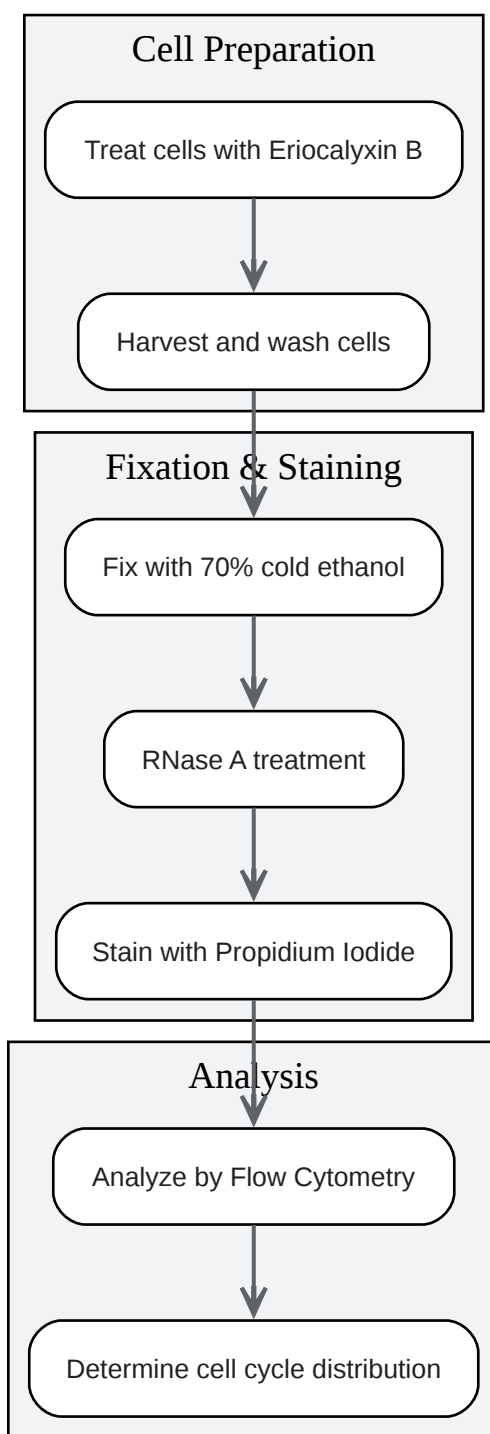 Cell Preparation
Treat cells with Eriocalyxin B
Harvest and wash cells
Fixation & Staining
Fix with 70% cold ethanol
RNase A treatment
Stain with Propidium Iodide
Analysis
Analyze by Flow Cytometry
Determine cell cycle distribution